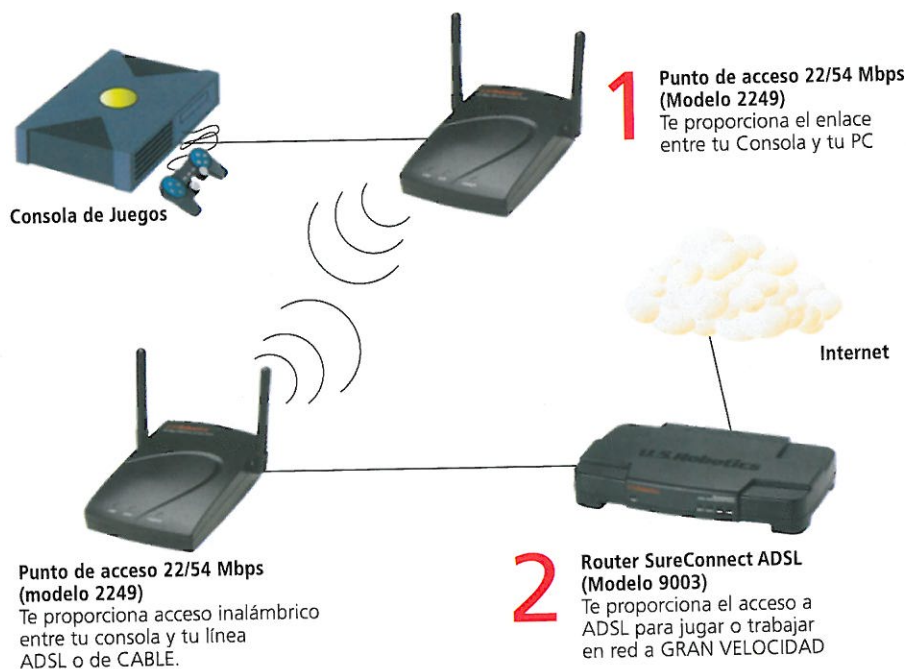 1
Punto de acceso 22/54 Mbps
(Modelo 2249)
Te proporciona el enlace
entre tu Consola y tu PC
Consola de Juegos
Internet
U.S.Robotics
Punto de acceso 22/54 Mbps
(modelo 2249)
Te proporciona acceso inalámbrico
entre tu consola y tu línea
ADSL o de CABLE.
2
Router SureConnect ADSL
(Modelo 9003)
Te proporciona el acceso a
ADSL para jugar o trabajar
en red a GRAN VELOCIDAD